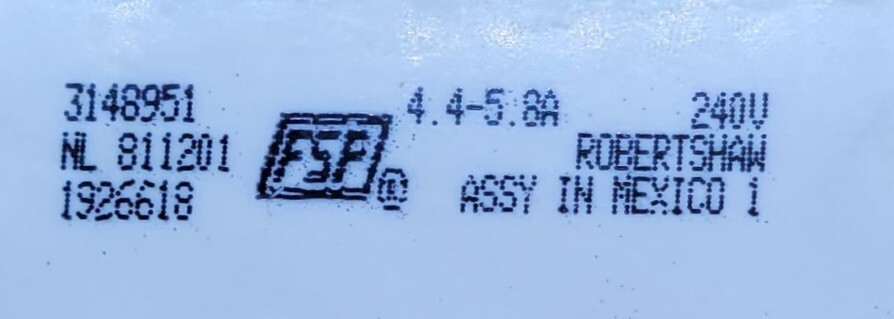 3148951
NL 811201
1926618
FSP®
4.4-5.8A
240V
ROBERTSHAW
ASSY IN MEXICO 1